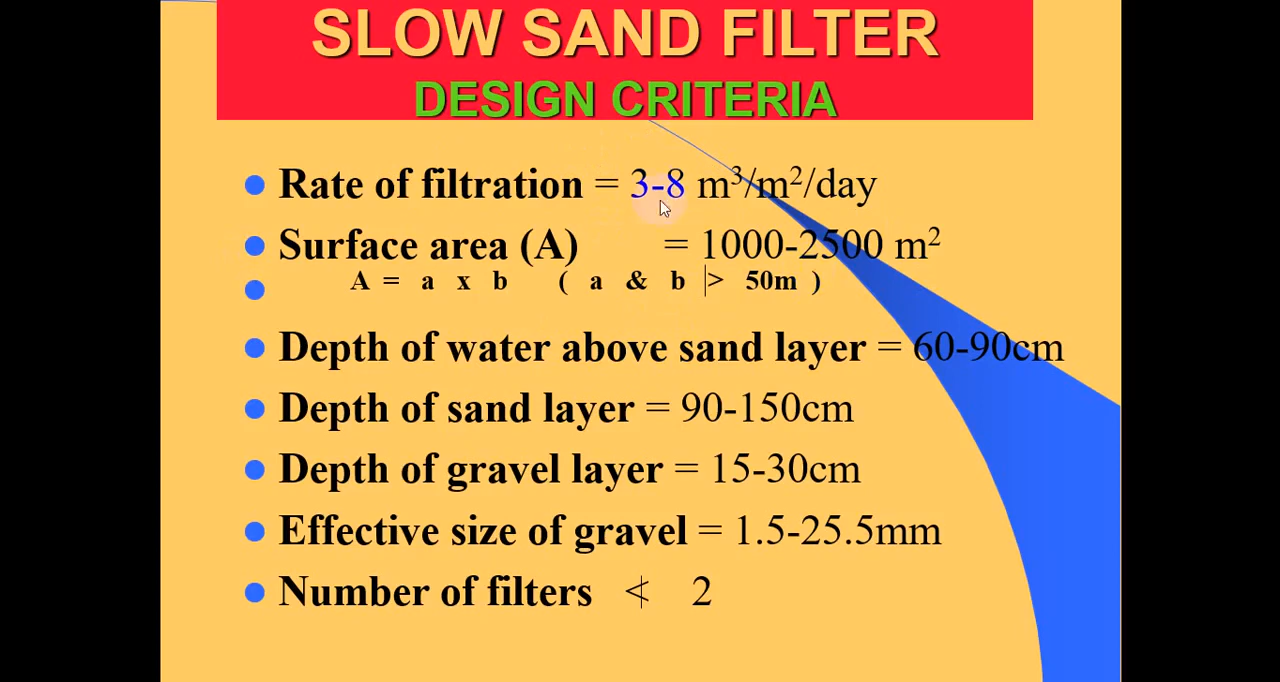 SLOW SAND FILTER
DESIGN CRITERIA
Rate of filtration = 3-8 m³/m²/day
Surface area (A) = 1000-2500 m²
A = a x b ( a & b |> 50m )
Depth of water above sand layer = 60-90cm
Depth of sand layer = 90-150cm
Depth of gravel layer = 15-30cm
Effective size of gravel = 1.5-25.5mm
Number of filters ≮ 2